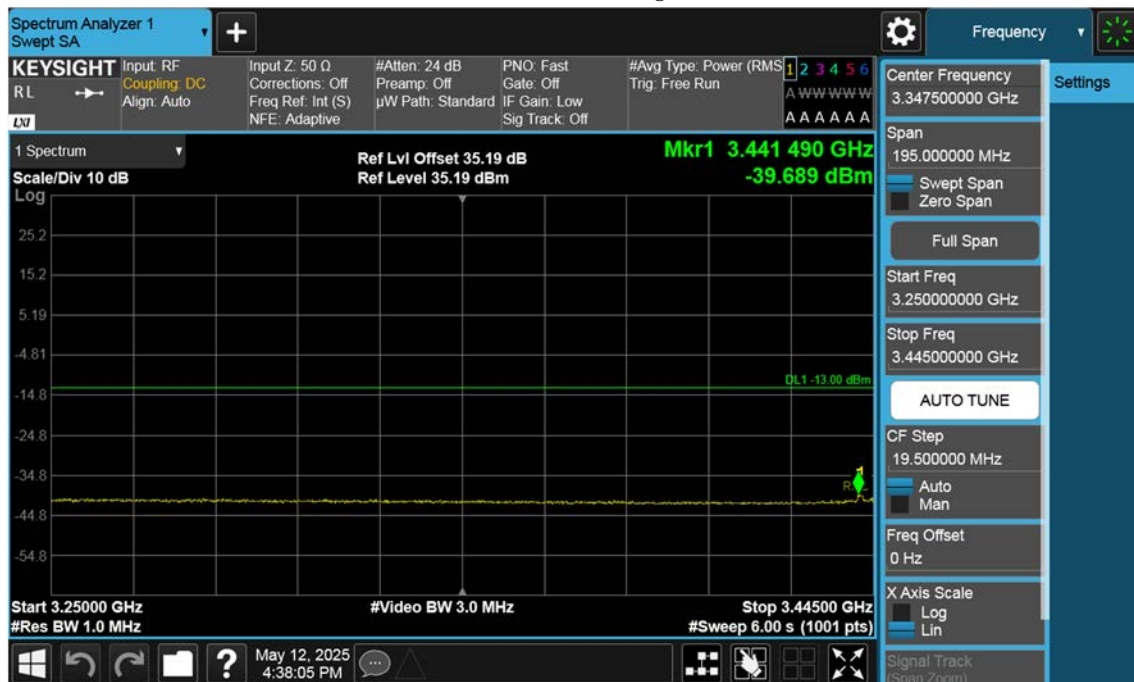 Spectrum Analyzer 1
Swept SA
+
Frequency
KEYSIGHT
RL
LXI
Input: RF
Coupling: DC
Align: Auto
Input Z: 50 Ω
Corrections: Off
Freq Ref: Int (S)
NFE: Adaptive
#Atten: 24 dB
Preamp: Off
µW Path: Standard
PNO: Fast
Gate: Off
IF Gain: Low
Sig Track: Off
#Avg Type: Power (RMS
Trig: Free Run
1 2 3 4 5 6
A W W W W W
A A A A A A
Settings
1 Spectrum
Scale/Div 10 dB
Log
Ref Lvl Offset 35.19 dB
Ref Level 35.19 dBm
Mkr1 3.441 490 GHz
-39.689 dBm
25.2
15.2
5.19
-4.81
DL1 -13.00 dBm
-14.8
-24.8
-34.8
1
-44.8
-54.8
Start 3.25000 GHz
#Video BW 3.0 MHz
Stop 3.44500 GHz
#Res BW 1.0 MHz
#Sweep 6.00 s (1001 pts)
Center Frequency
3.347500000 GHz
Span
195.000000 MHz
Swept Span
Zero Span
Full Span
Start Freq
3.250000000 GHz
Stop Freq
3.445000000 GHz
AUTO TUNE
CF Step
19.500000 MHz
Auto
Man
Freq Offset
0 Hz
X Axis Scale
Log
Lin
Signal Track
(Span Zoom)
?
May 12, 2025
4:38:05 PM